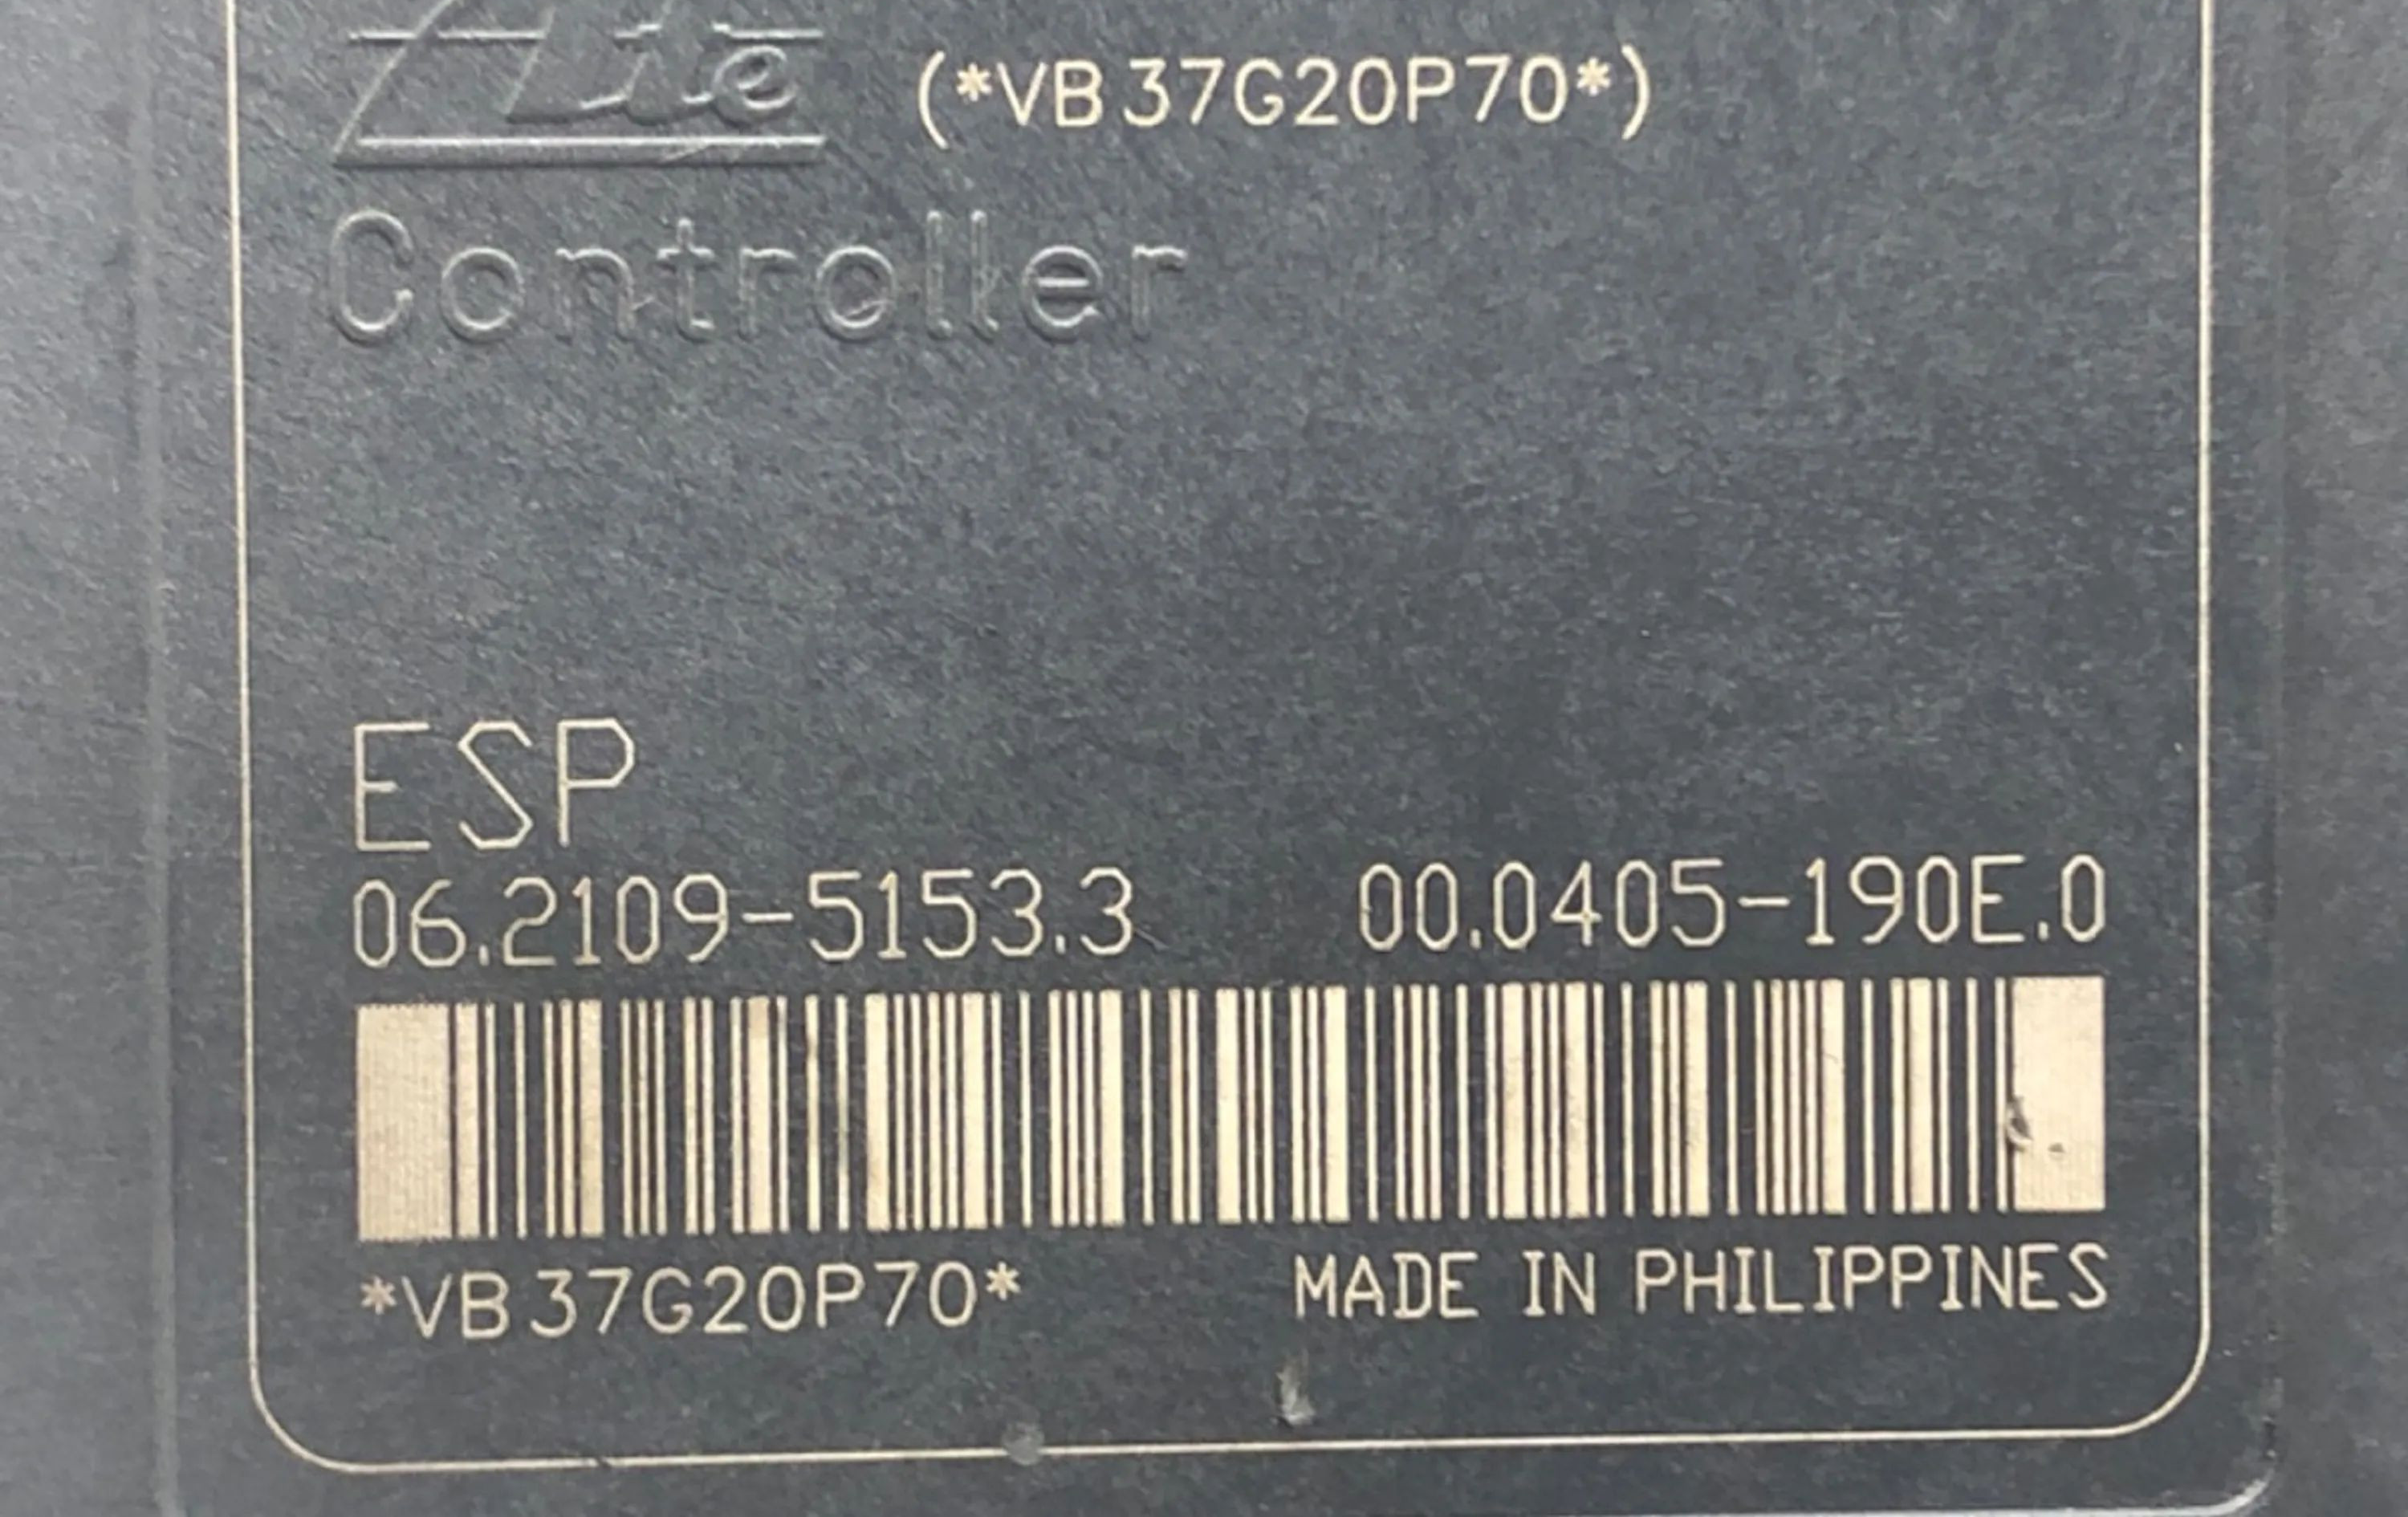 (*VB37G20P70*)
Controller
ESP
06.2109-5153.3 00.0405-190E.0
*VB37G20P70* MADE IN PHILIPPINES